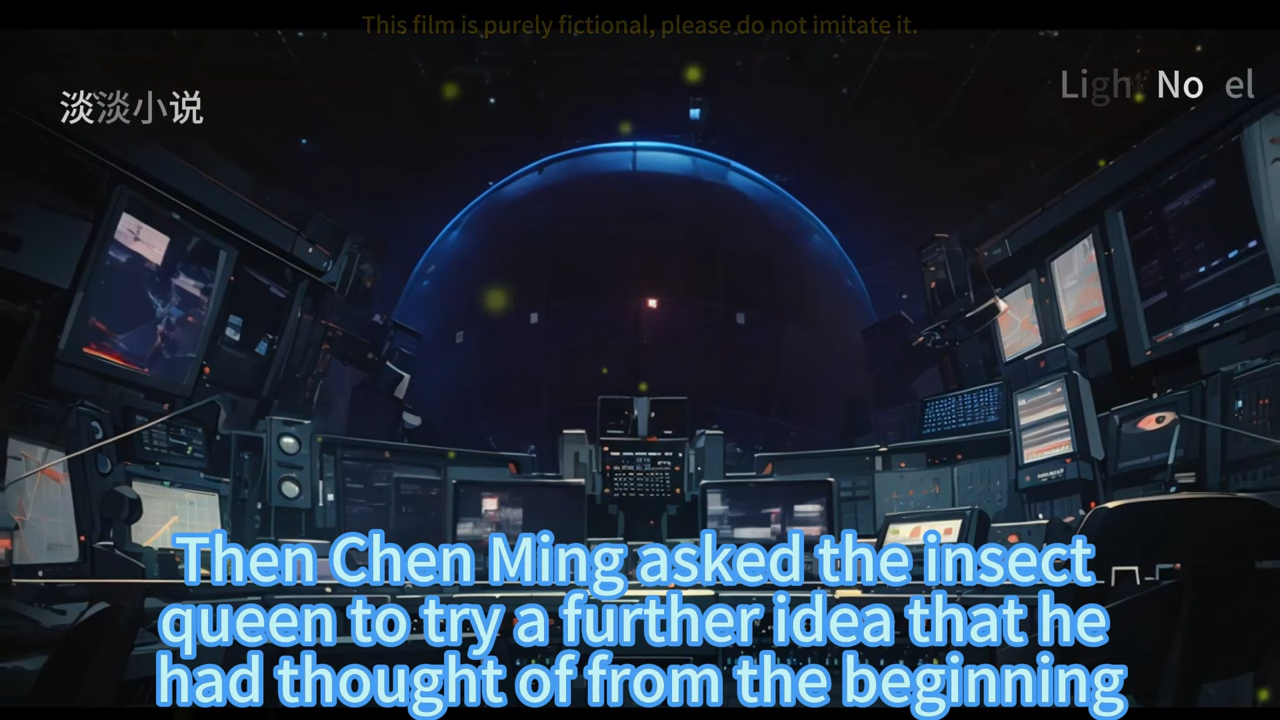 This film is purely fictional, please do not imitate it.
淡淡小说
Ligh No el
Then Chen Ming asked the insect
queen to try a further idea that he
had thought of from the beginning